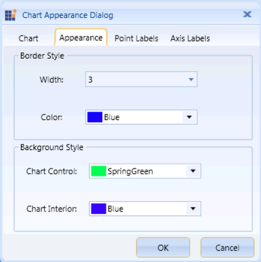 Chart Appearance Dialog
Chart Appearance Point Labels Axis Labels
Border Style
Width: 3
Color: Blue
Background Style
Chart Control: SpringGreen
Chart Interior: Blue
OK Cancel